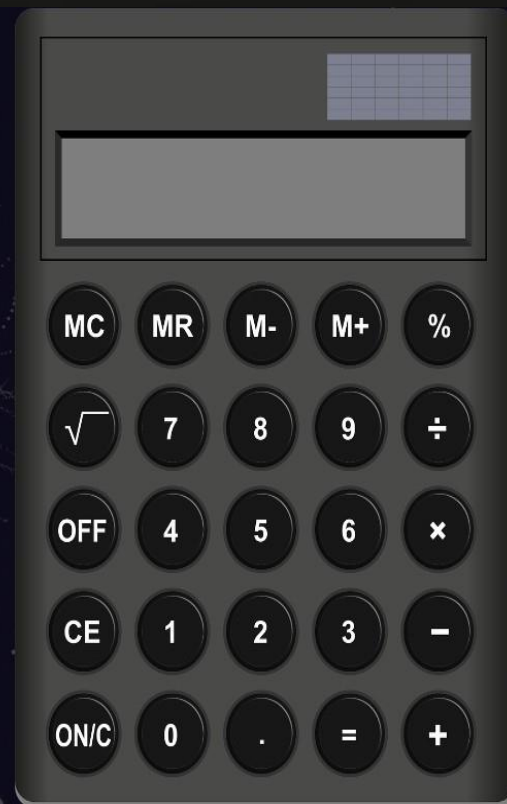 MC MR M- M+ %
√ 7 8 9 ÷
OFF 4 5 6 ×
CE 1 2 3 −
ON/C 0 . = +